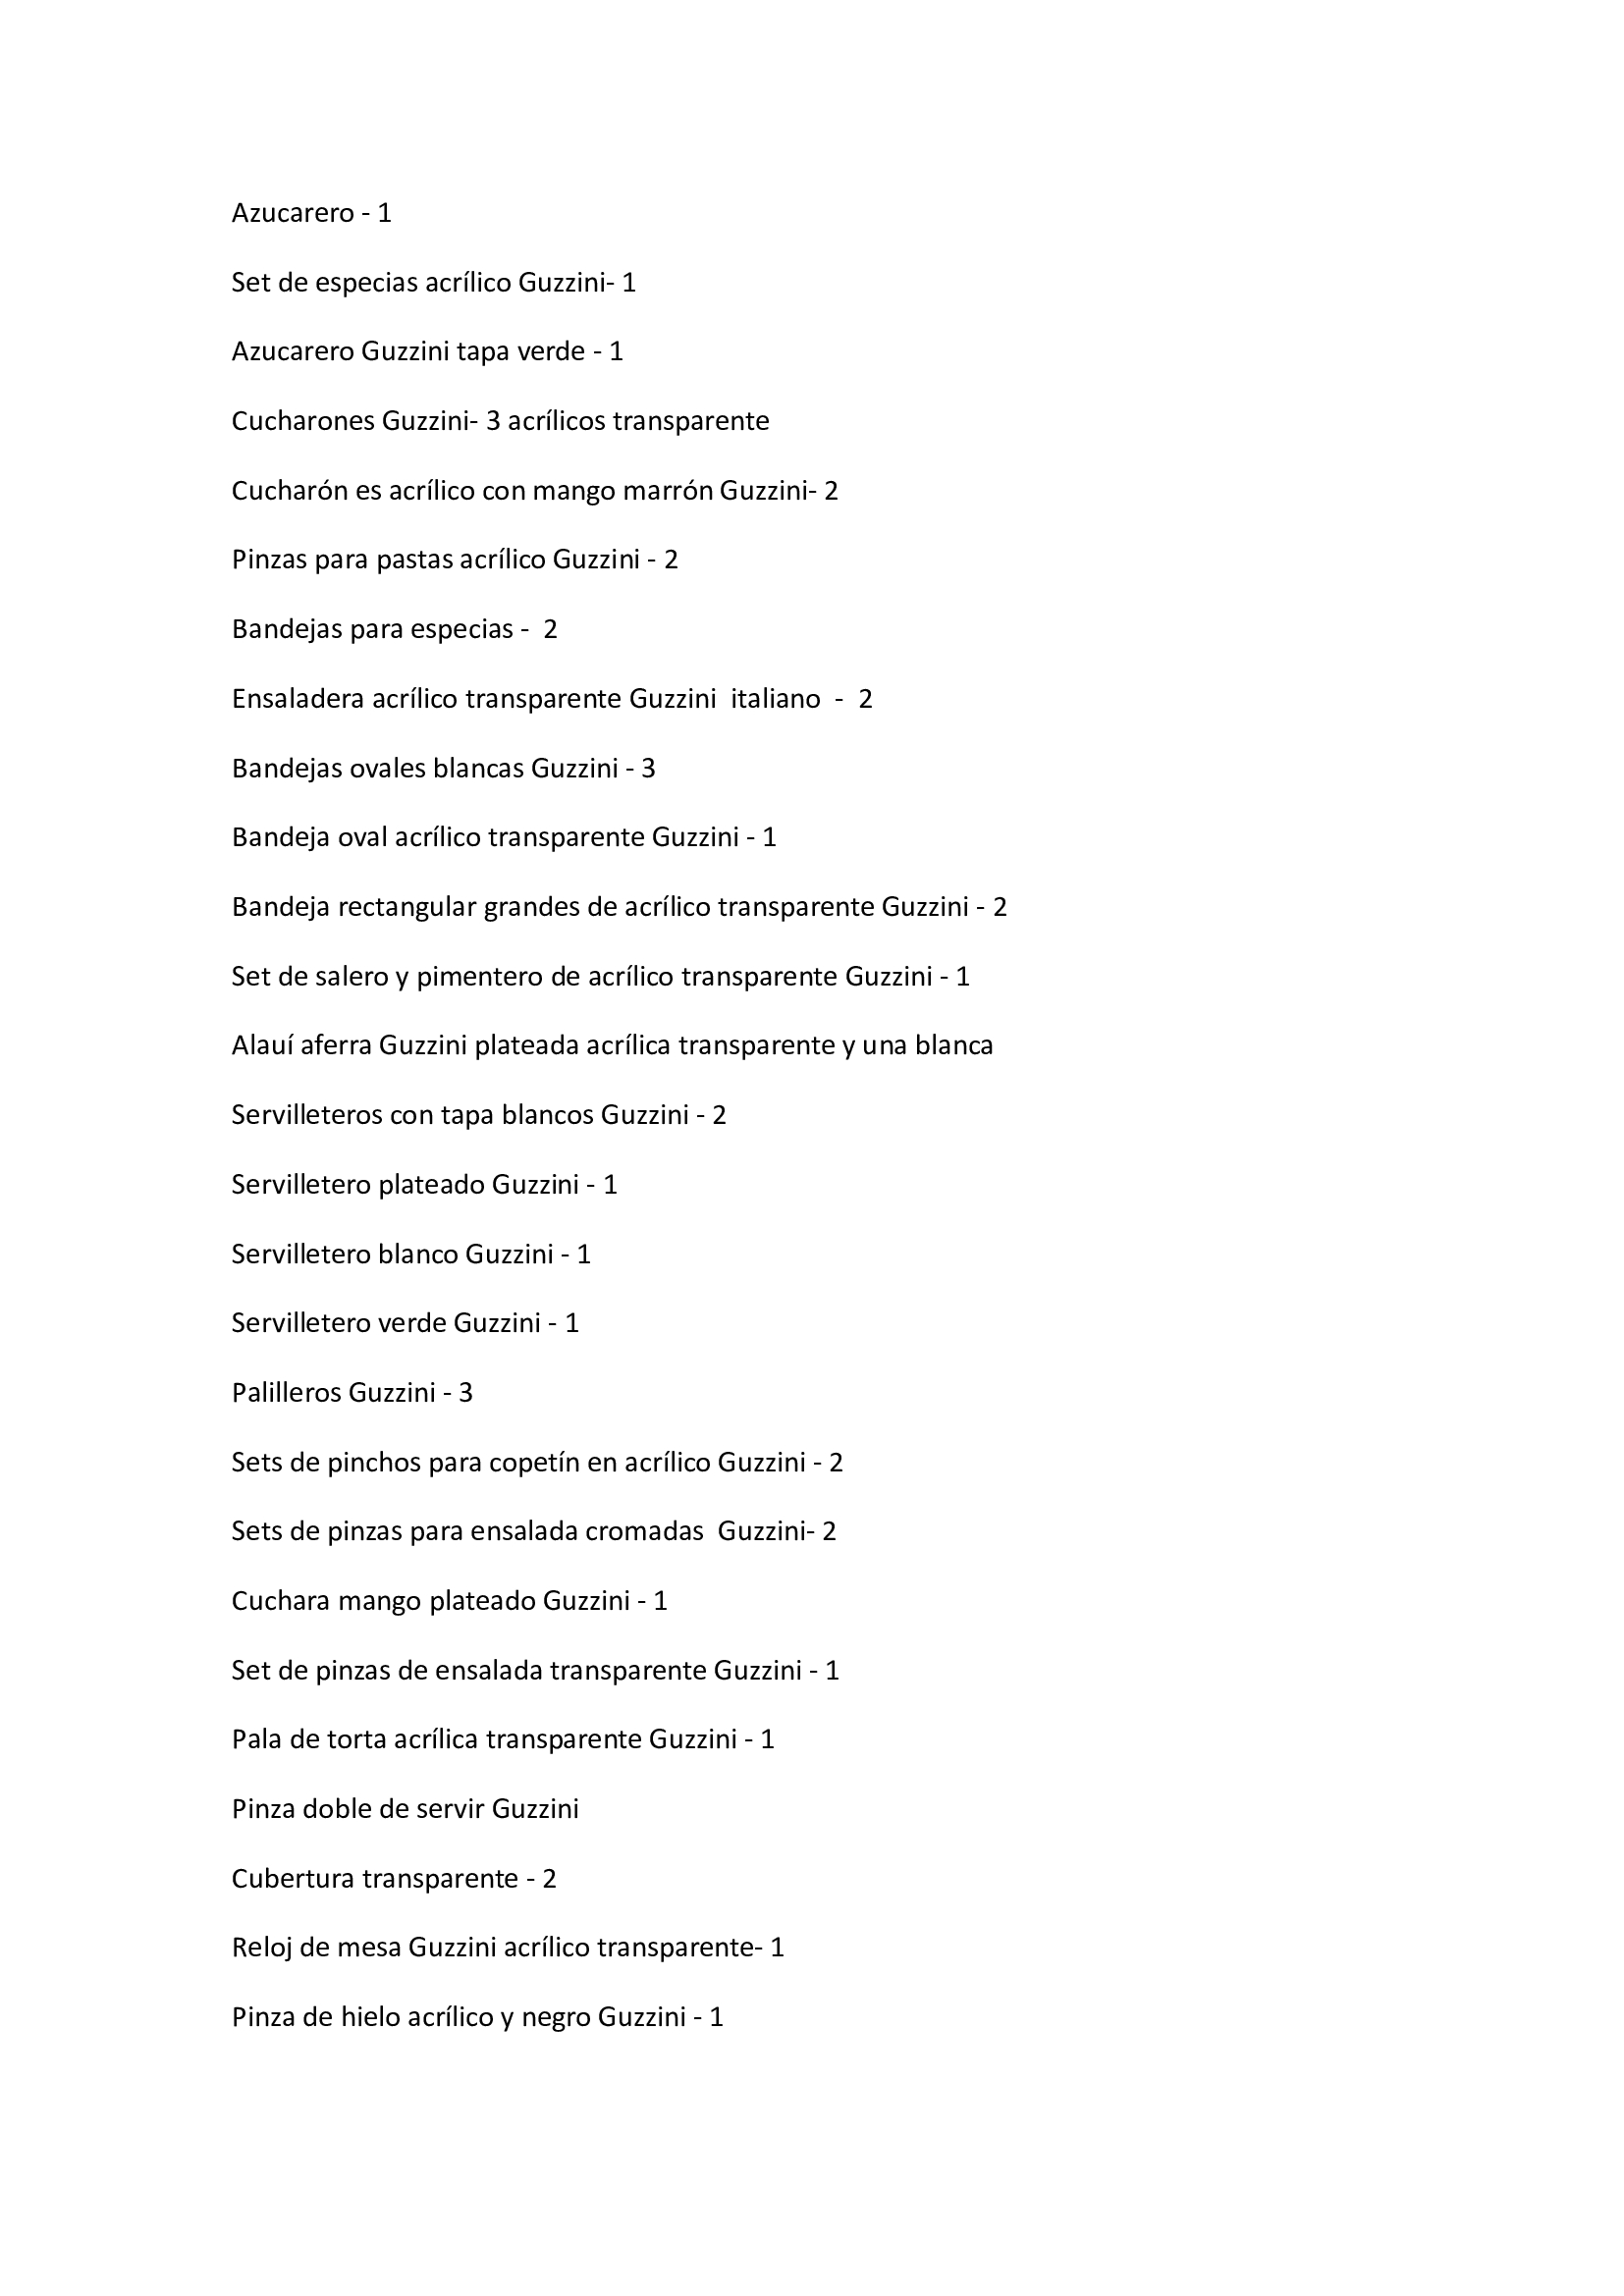 Azucarero - 1
Set de especias acrílico Guzzini- 1
Azucarero Guzzini tapa verde - 1
Cucharones Guzzini- 3 acrílicos transparente
Cucharón es acrílico con mango marrón Guzzini- 2
Pinzas para pastas acrílico Guzzini - 2
Bandejas para especias -  2
Ensaladera acrílico transparente Guzzini  italiano  -  2
Bandejas ovales blancas Guzzini - 3
Bandeja oval acrílico transparente Guzzini - 1
Bandeja rectangular grandes de acrílico transparente Guzzini - 2
Set de salero y pimentero de acrílico transparente Guzzini - 1
Alauí aferra Guzzini plateada acrílica transparente y una blanca
Servilleteros con tapa blancos Guzzini - 2
Servilletero plateado Guzzini - 1
Servilletero blanco Guzzini - 1
Servilletero verde Guzzini - 1
Palilleros Guzzini - 3
Sets de pinchos para copetín en acrílico Guzzini - 2
Sets de pinzas para ensalada cromadas  Guzzini- 2
Cuchara mango plateado Guzzini - 1
Set de pinzas de ensalada transparente Guzzini - 1
Pala de torta acrílica transparente Guzzini - 1
Pinza doble de servir Guzzini
Cubertura transparente - 2
Reloj de mesa Guzzini acrílico transparente- 1
Pinza de hielo acrílico y negro Guzzini - 1